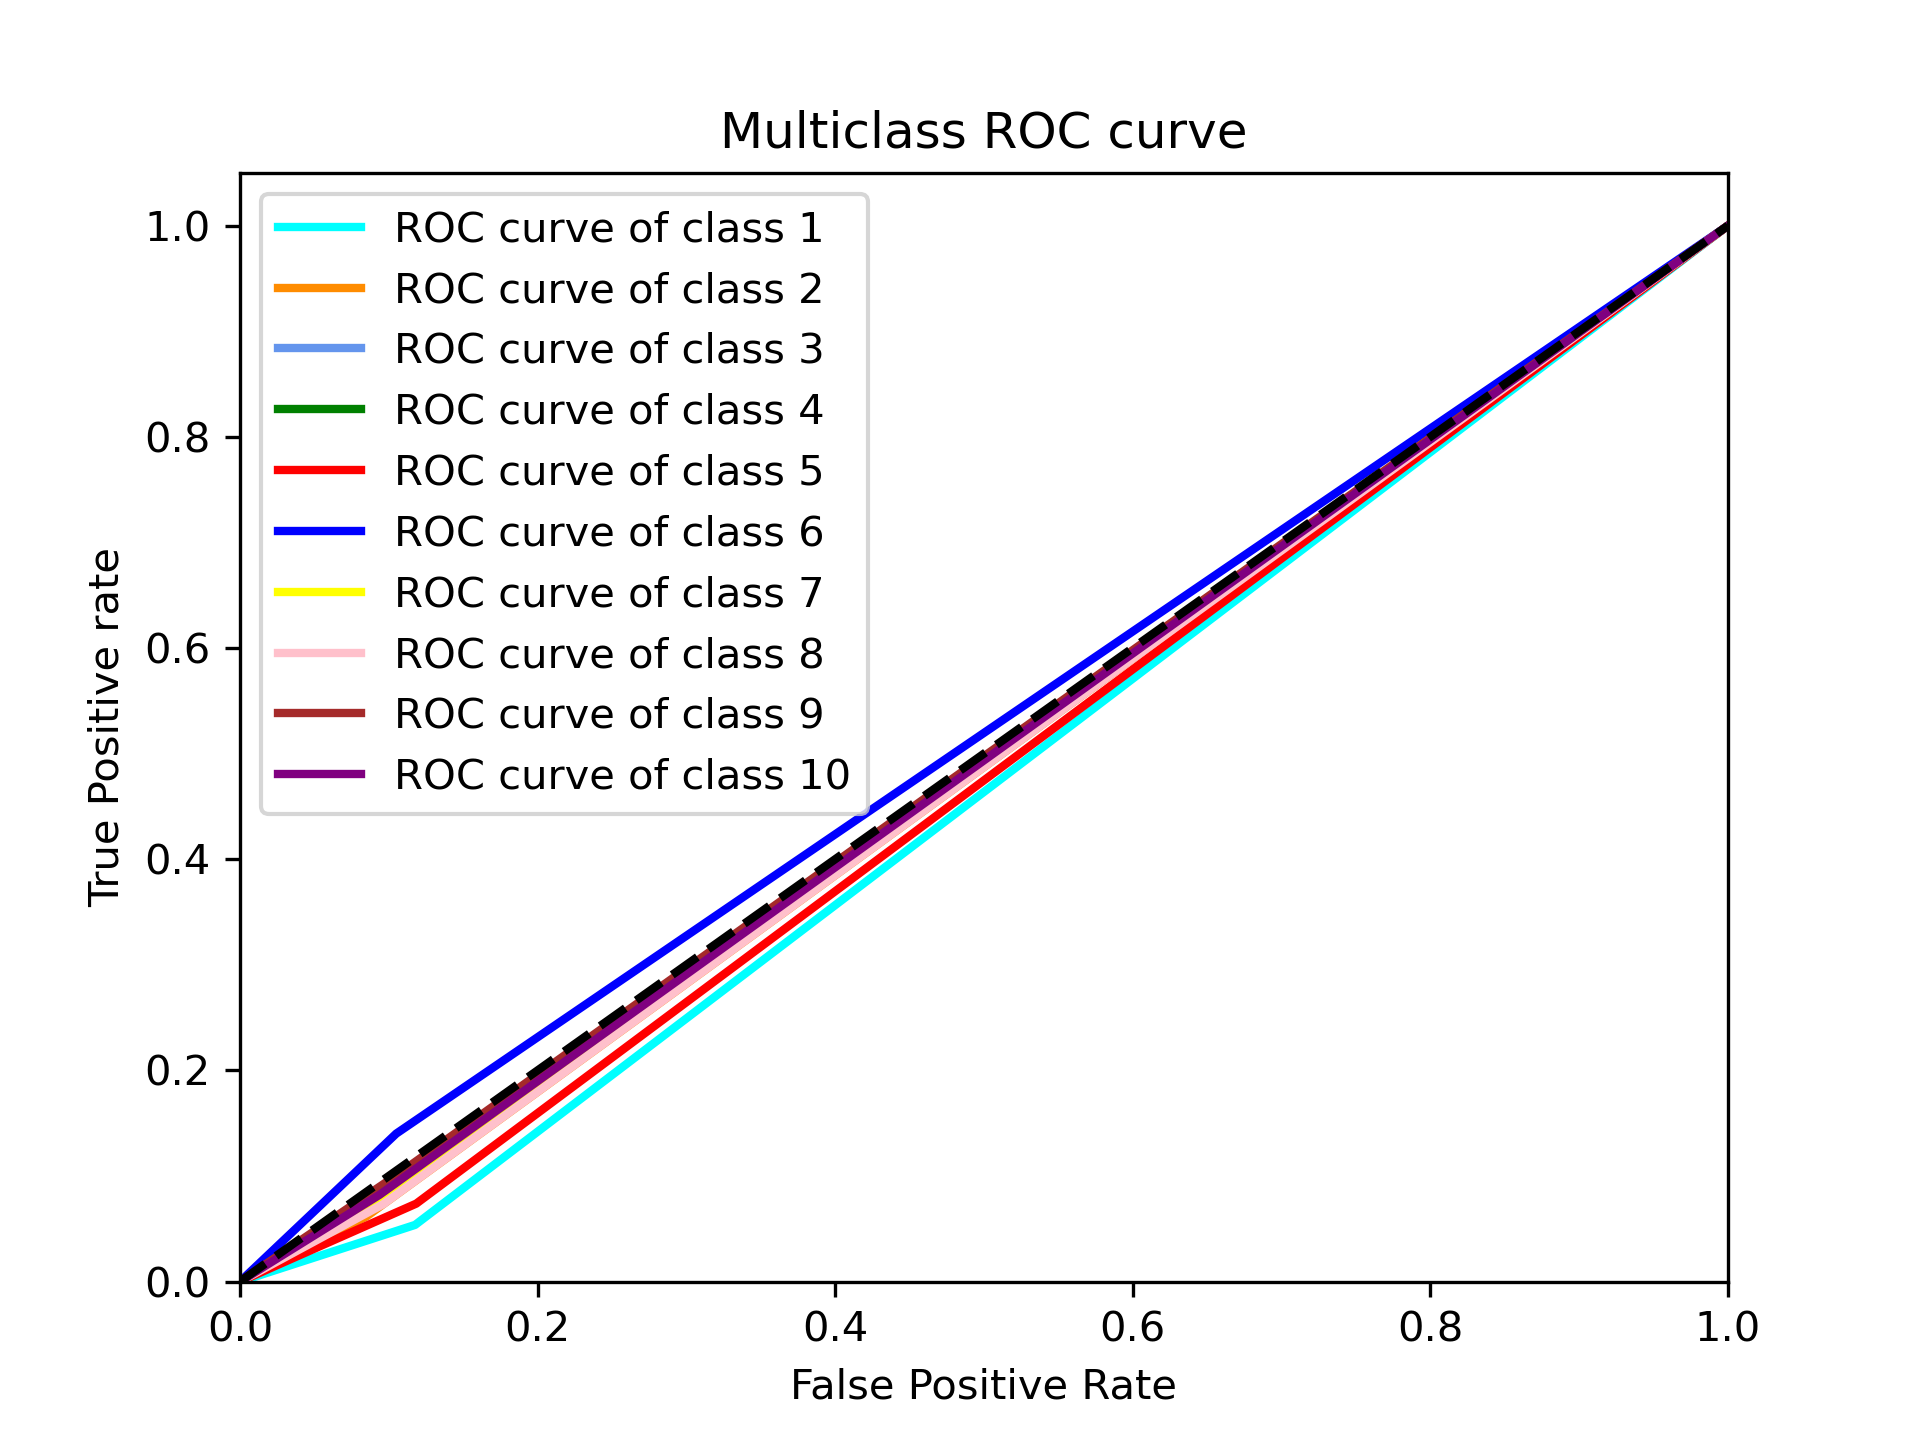 Multiclass ROC curve
ROC curve of class 1
ROC curve of class 2
ROC curve of class 3
ROC curve of class 4
ROC curve of class 5
ROC curve of class 6
ROC curve of class 7
ROC curve of class 8
ROC curve of class 9
ROC curve of class 10
True Positive rate
1.0
0.8
0.6
0.4
0.2
0.0
0.0 0.2 0.4 0.6 0.8 1.0
False Positive Rate